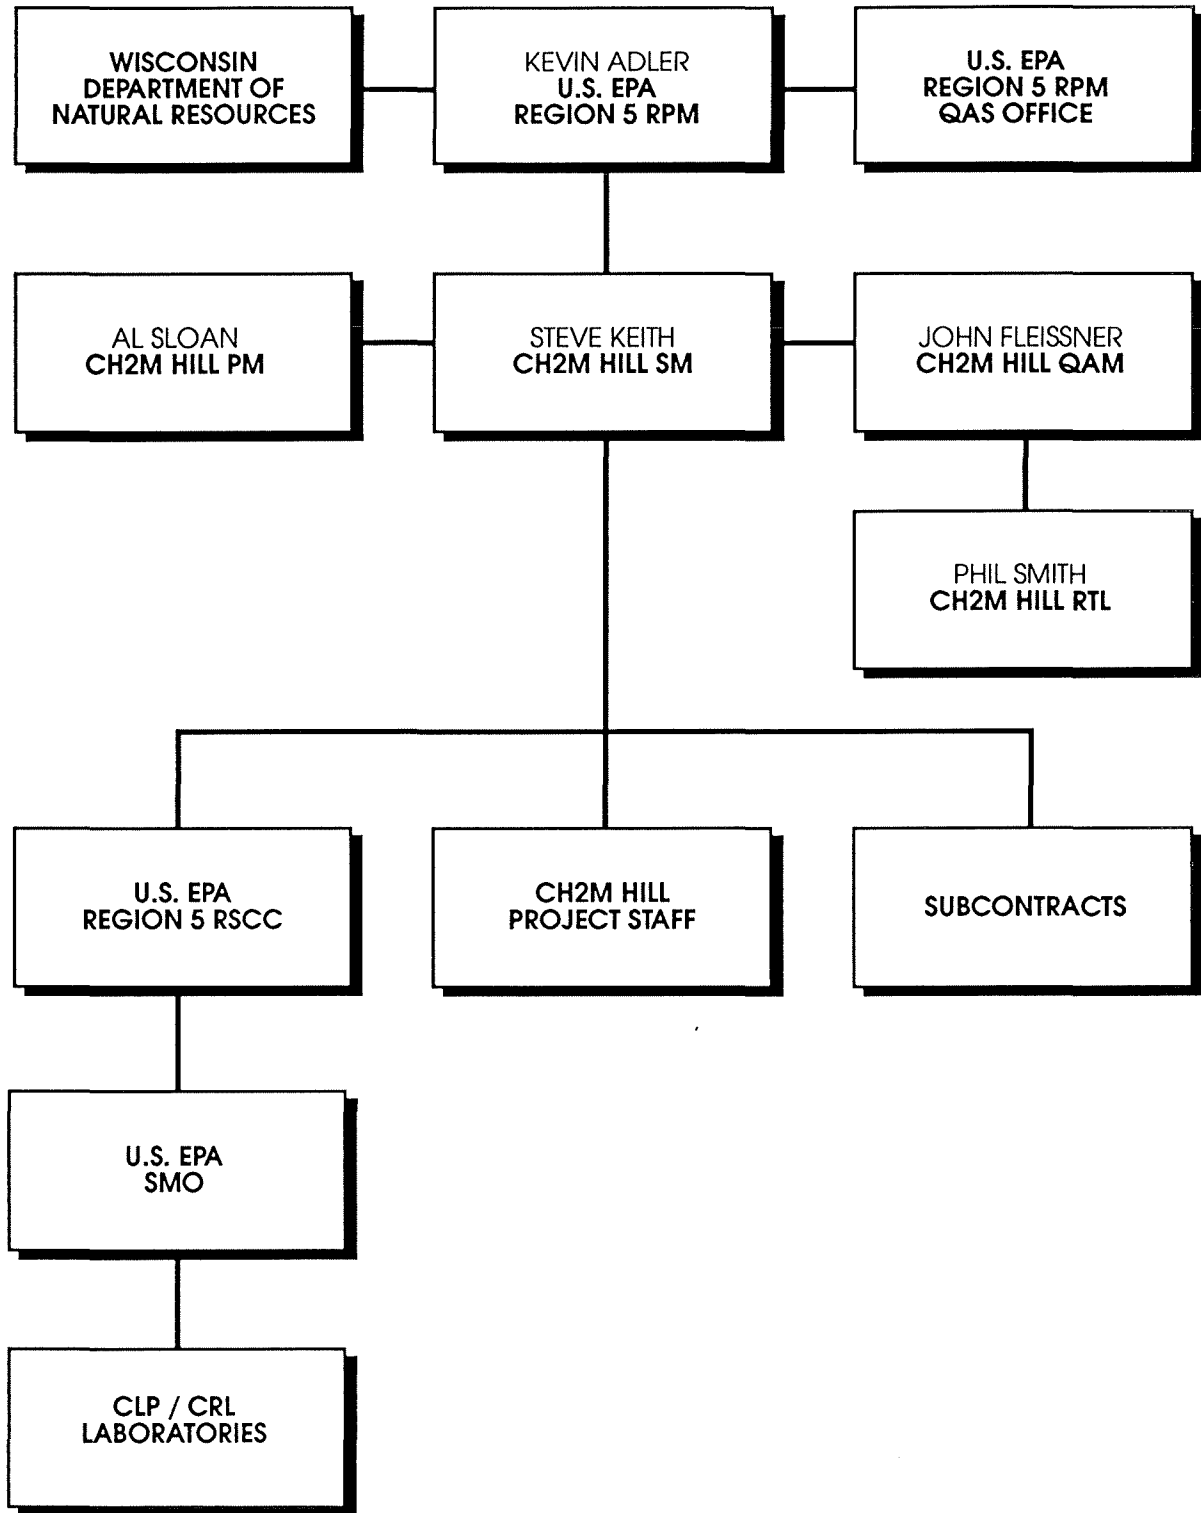 WISCONSIN
DEPARTMENT OF
NATURAL RESOURCES
KEVIN ADLER
U.S. EPA
REGION 5 RPM
U.S. EPA
REGION 5 RPM
QAS OFFICE
AL SLOAN
CH2M HILL PM
STEVE KEITH
CH2M HILL SM
JOHN FLEISSNER
CH2M HILL QAM
PHIL SMITH
CH2M HILL RTL
U.S. EPA
REGION 5 RSCC
CH2M HILL
PROJECT STAFF
SUBCONTRACTS
U.S. EPA
SMO
CLP / CRL
LABORATORIES